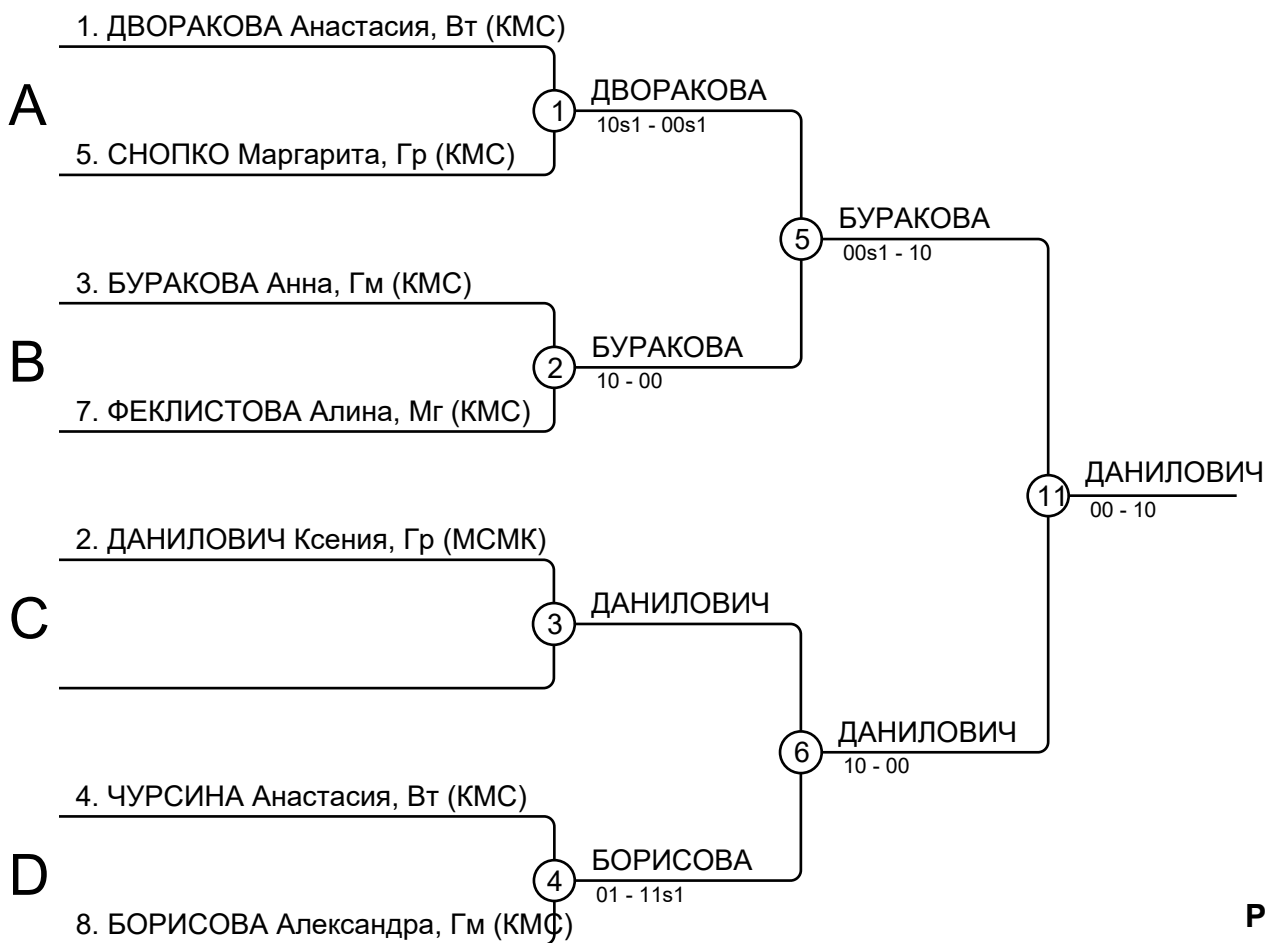 1. ДВОРАКОВА Анастасия, Вт (КМС)
A
1
ДВОРАКОВА
10s1 - 00s1
5. СНОПКО Маргарита, Гр (КМС)
5
БУРАКОВА
00s1 - 10
3. БУРАКОВА Анна, Гм (КМС)
B
2
БУРАКОВА
10 - 00
7. ФЕКЛИСТОВА Алина, Мг (КМС)
11
ДАНИЛОВИЧ
00 - 10
2. ДАНИЛОВИЧ Ксения, Гр (МСМК)
C
3
ДАНИЛОВИЧ
6
ДАНИЛОВИЧ
10 - 00
4. ЧУРСИНА Анастасия, Вт (КМС)
D
4
БОРИСОВА
01 - 11s1
8. БОРИСОВА Александра, Гм (КМС)
P